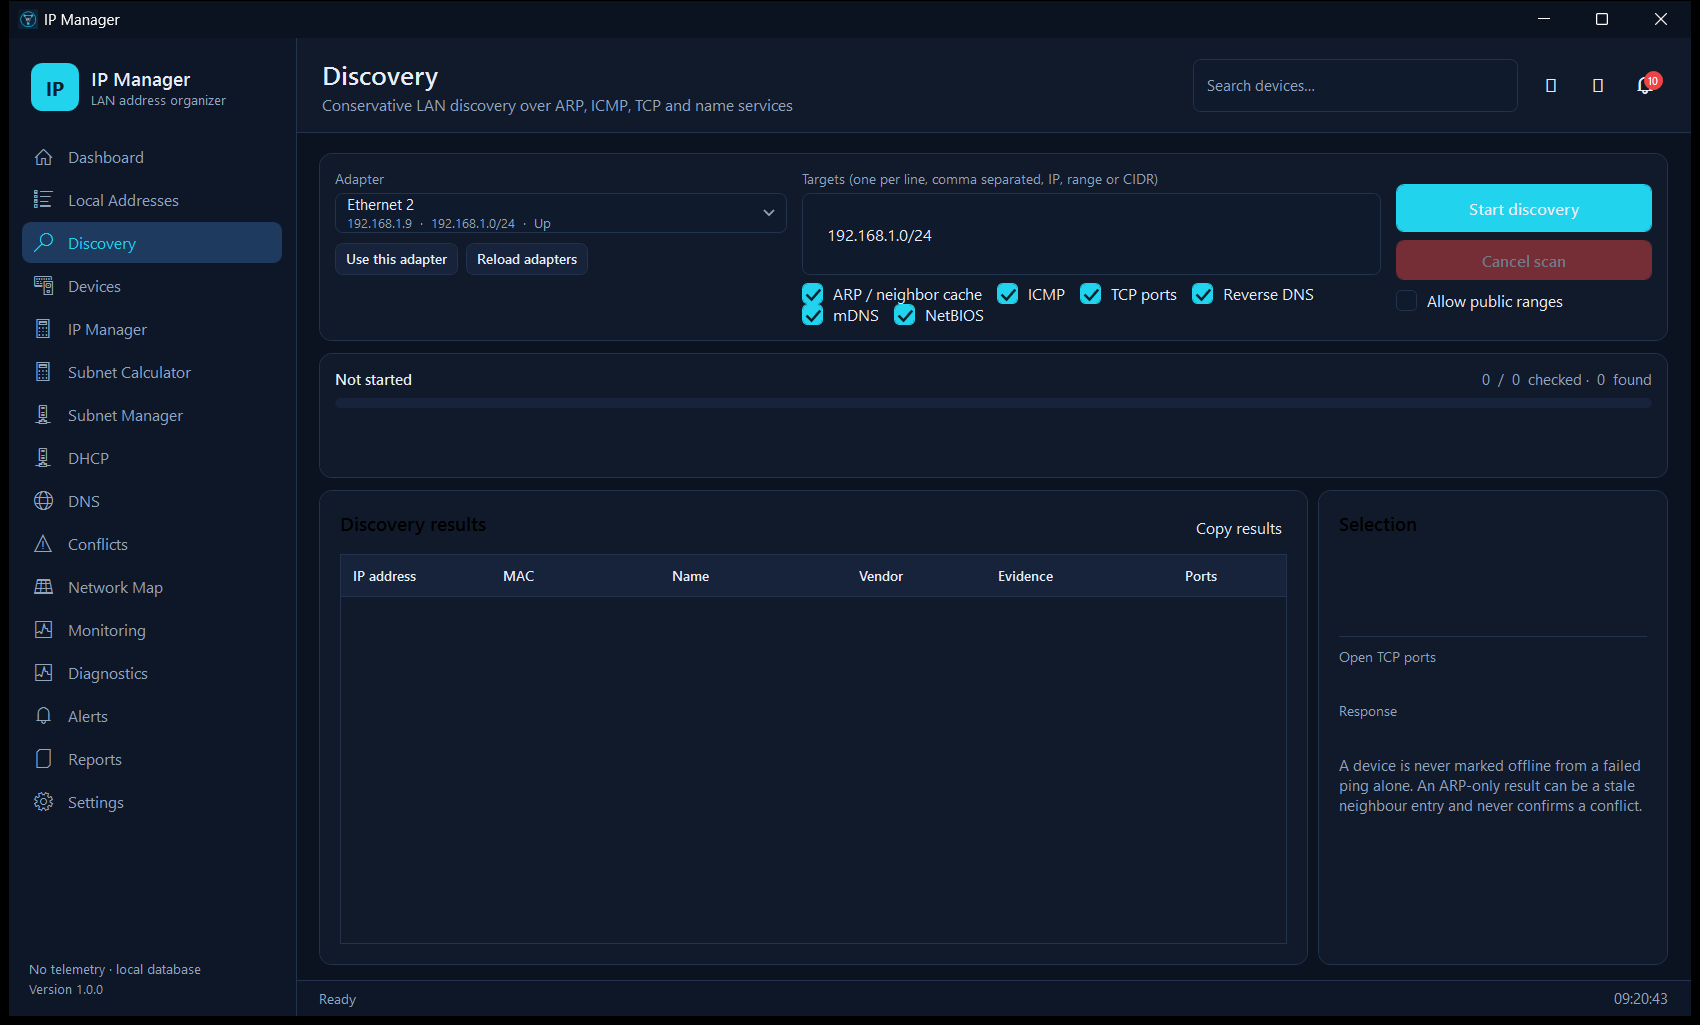 IP Manager
IP
IP Manager
LAN address organizer
Dashboard
Local Addresses
Discovery
Devices
IP Manager
Subnet Calculator
Subnet Manager
DHCP
DNS
Conflicts
Network Map
Monitoring
Diagnostics
Alerts
Reports
Settings
No telemetry · local database
Version 1.0.0
Discovery
Conservative LAN discovery over ARP, ICMP, TCP and name services
Search devices...
10
Adapter
Ethernet 2
192.168.1.9 · 192.168.1.0/24 · Up
Use this adapter
Reload adapters
Targets (one per line, comma separated, IP, range or CIDR)
192.168.1.0/24
ARP / neighbor cache ICMP TCP ports Reverse DNS
mDNS NetBIOS
Start discovery
Cancel scan
Allow public ranges
Not started
0 / 0 checked · 0 found
Discovery results
Copy results
IP address MAC Name Vendor Evidence Ports
Selection
Open TCP ports
Response
A device is never marked offline from a failed
ping alone. An ARP-only result can be a stale
neighbour entry and never confirms a conflict.
Ready
09:20:43